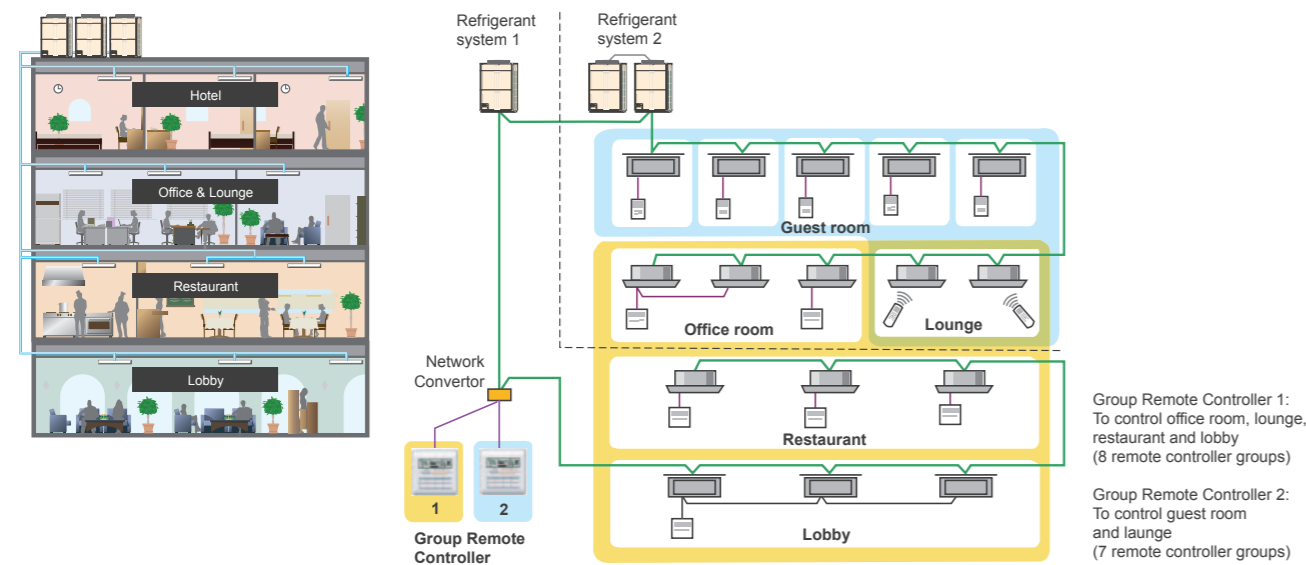 Hotel
Office & Lounge
Restaurant
Lobby
Refrigerant
system 1
Refrigerant
system 2
Guest room
Office room
Lounge
Network
Convertor
Restaurant
1
2
Group Remote
Controller
Lobby
Group Remote Controller 1:
To control office room, lounge,
restaurant and lobby
(8 remote controller groups)
Group Remote Controller 2:
To control guest room
and launge
(7 remote controller groups)